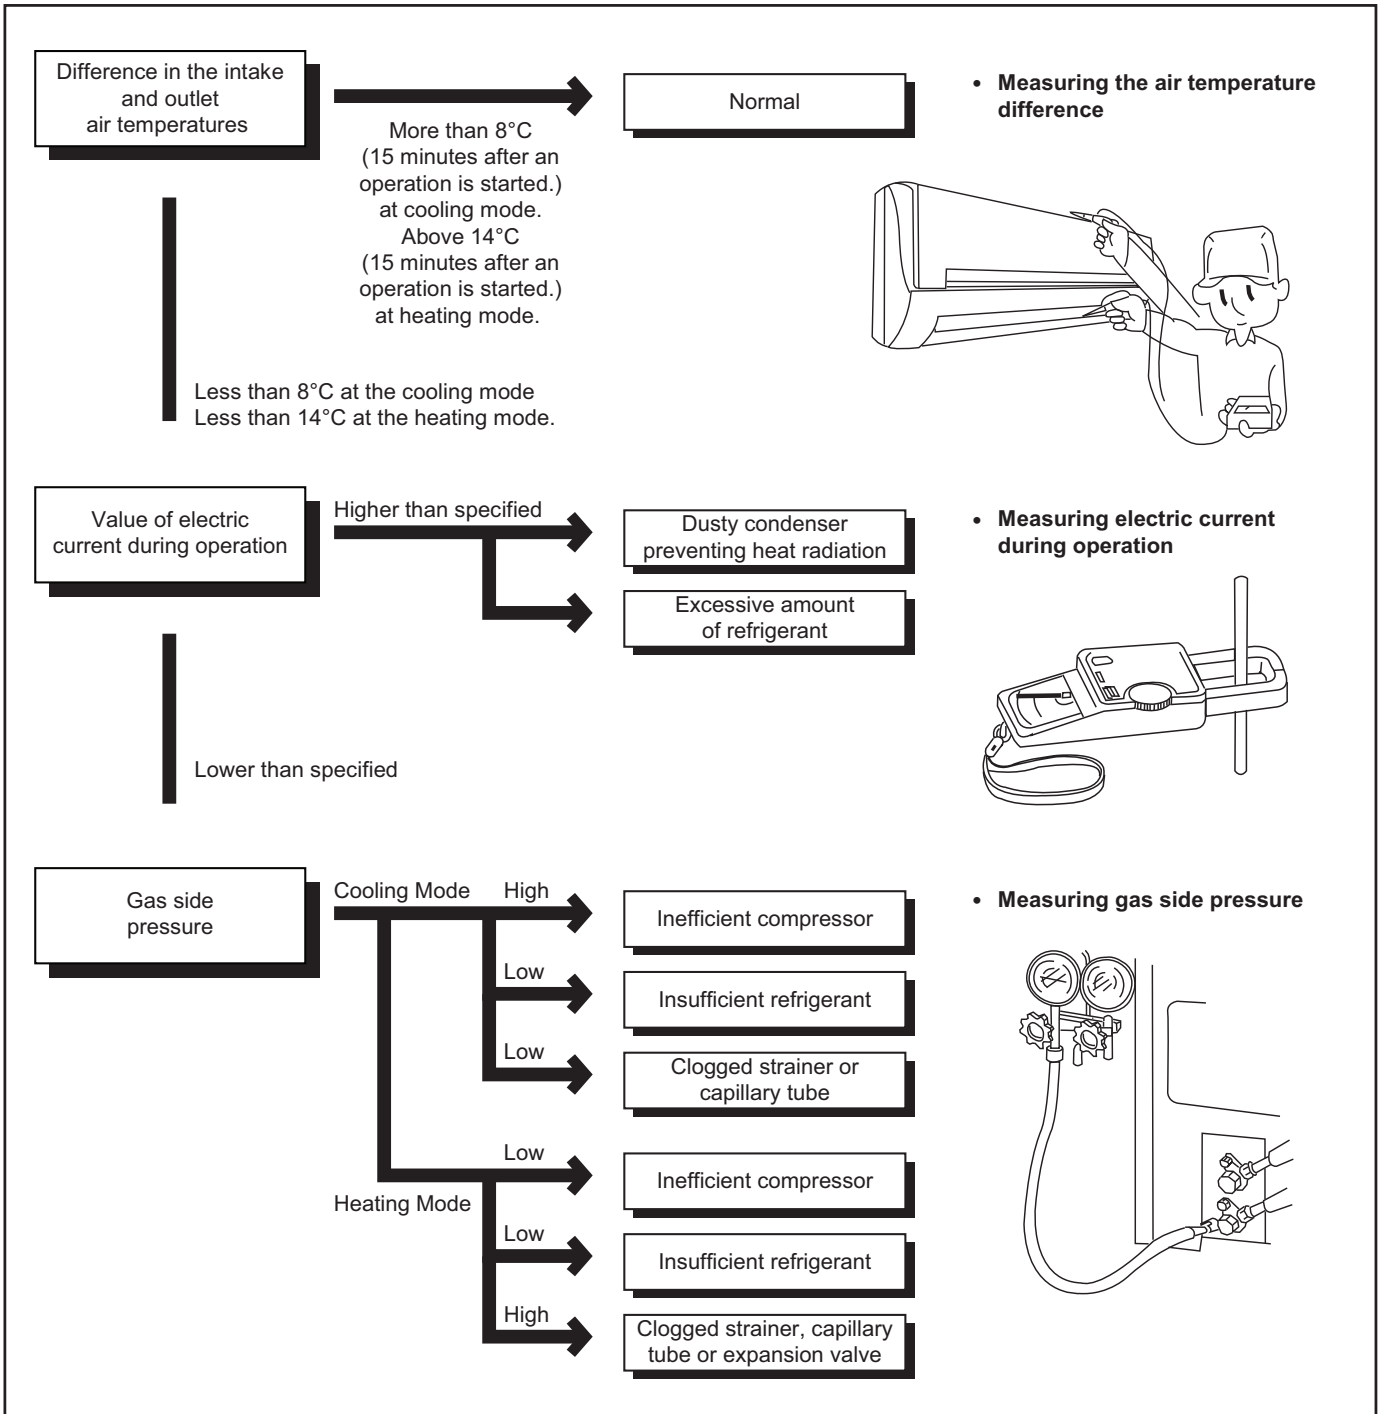 Difference in the intake
and outlet
air temperatures
More than 8°C
(15 minutes after an
operation is started.)
at cooling mode.
Above 14°C
(15 minutes after an
operation is started.)
at heating mode.
Normal
• Measuring the air temperature
difference
Less than 8°C at the cooling mode
Less than 14°C at the heating mode.
Value of electric
current during operation
Higher than specified
Dusty condenser
preventing heat radiation
Excessive amount
of refrigerant
• Measuring electric current
during operation
Lower than specified
Gas side
pressure
Cooling Mode
High
Inefficient compressor
Low
Insufficient refrigerant
Low
Clogged strainer or
capillary tube
Heating Mode
Low
Inefficient compressor
Low
Insufficient refrigerant
High
Clogged strainer, capillary
tube or expansion valve
• Measuring gas side pressure